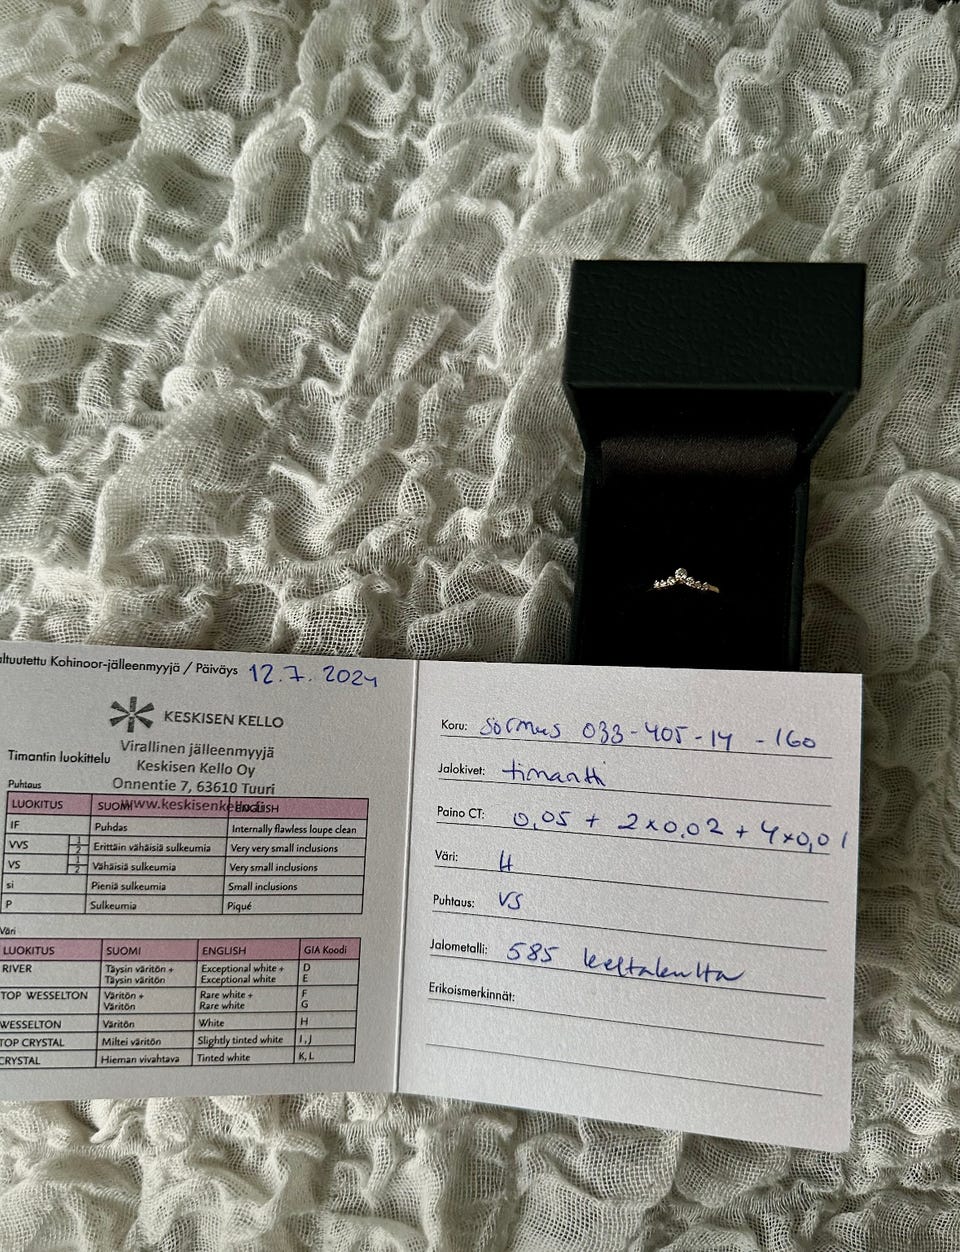 altuutettu Kohinoor-jälleenmyyjä / Päiväys 12.7.2024
KESKISEN KELLO
Virallinen jälleenmyyjä
Keskisen Kello Oy
Onnentie 7, 63610 Tuuri
www.keskisenkello.fi
Timantin luokittelu
Puhtaus
LUOKITUS SUOMI ENGLISH
IF Puhdas Internally flawless loupe clean
VVS 1 2 Erittäin vähäisiä sulkeumia Very very small inclusions
VS 1 2 Vähäisiä sulkeumia Very small inclusions
si Pieniä sulkeumia Small inclusions
P Sulkeumia Piqué
Väri
LUOKITUS SUOMI ENGLISH GIA Koodi
RIVER Täysin väritön + Exceptional white + D
Täysin väritön Exceptional white E
TOP WESSELTON Väritön + Rare white + F
Väritön Rare white G
WESSELTON Väritön White H
TOP CRYSTAL Miltei väritön Slightly tinted white I, J
CRYSTAL Hieman vivahtava Tinted white K, L
Koru: Sormus 033-405-14-160
Jalokivet: timantti
Paino CT: 0,05 + 2x0,02 + 4x0,01
Väri: H
Puhtaus: VS
Jalometalli: 585 keltakulta
Erikoismerkinnät: